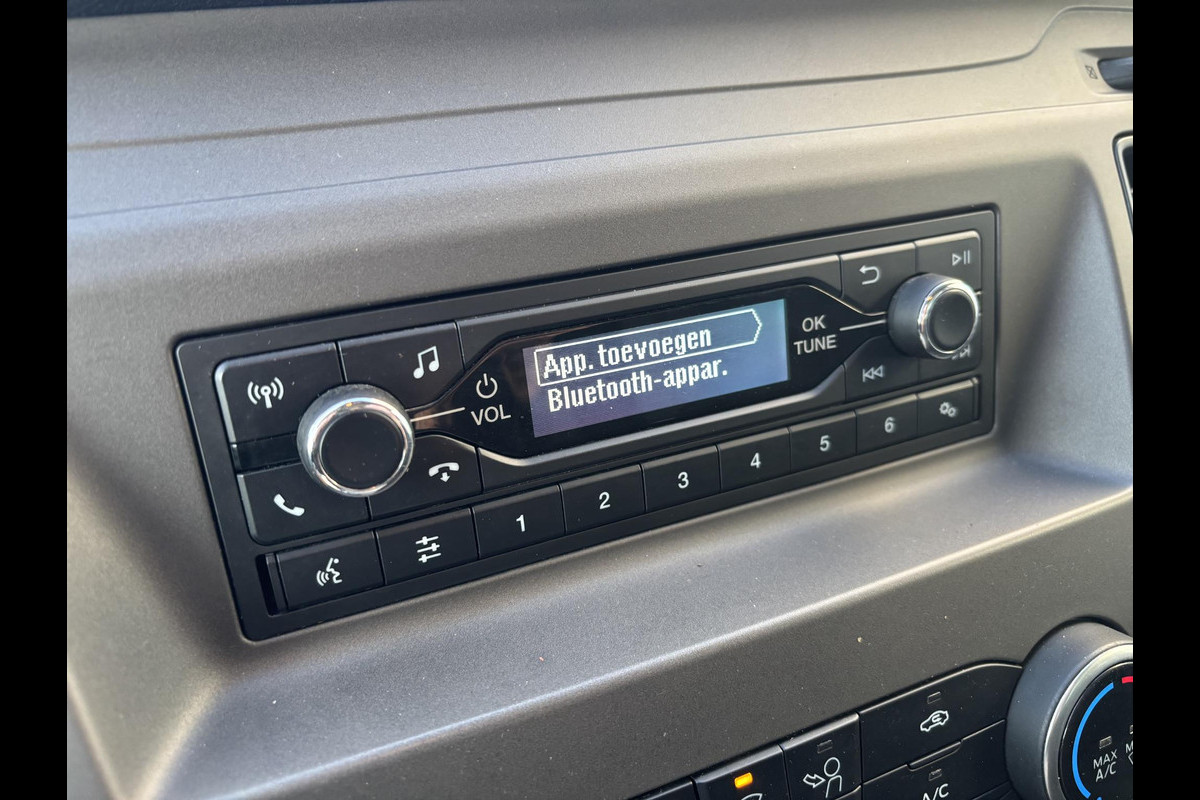 App. toevoegen
Bluetooth-appar.
VOL
OK
TUNE
1 2 3 4 5 6
MAX
A/C
A/C